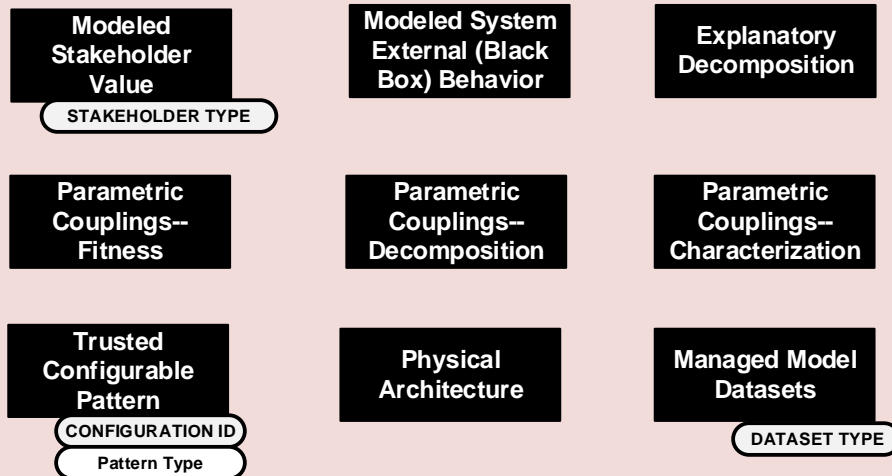 Modeled
Stakeholder
Value
STAKEHOLDER TYPE
Modeled System
External (Black
Box) Behavior
Explanatory
Decomposition
Parametric
Couplings--
Fitness
Parametric
Couplings--
Decomposition
Parametric
Couplings--
Characterization
Trusted
Configurable
Pattern
CONFIGURATION ID
Pattern Type
Physical
Architecture
Managed Model
Datasets
DATASET TYPE